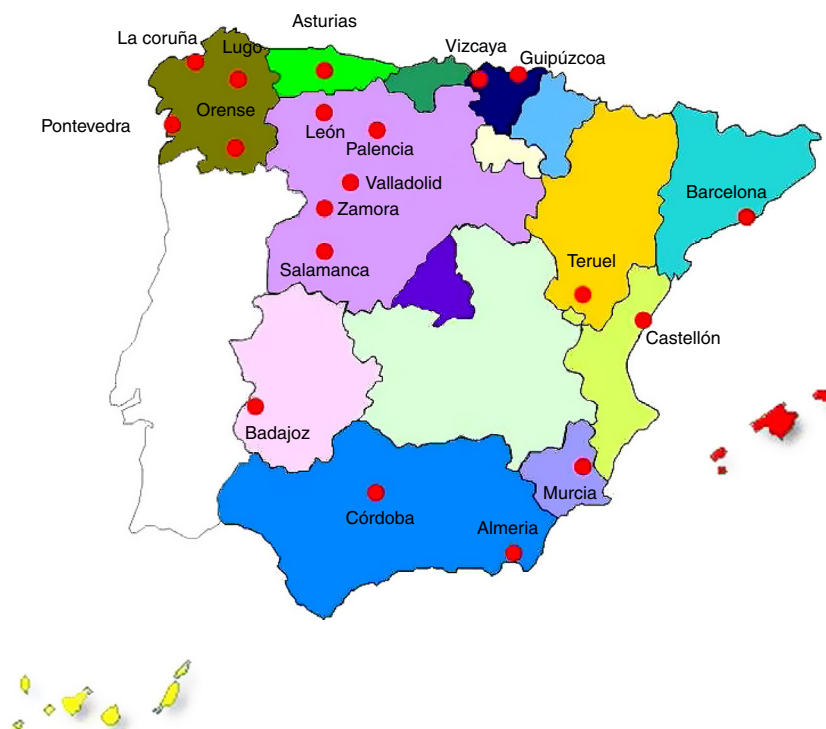 Asturias
La coruña
Lugo
Vizcaya
Guipúzcoa
Orense
Pontevedra
León
Palencia
Valladolid
Zamora
Barcelona
Salamanca
Teruel
Castellón
Badajoz
Murcia
Córdoba
Almeria